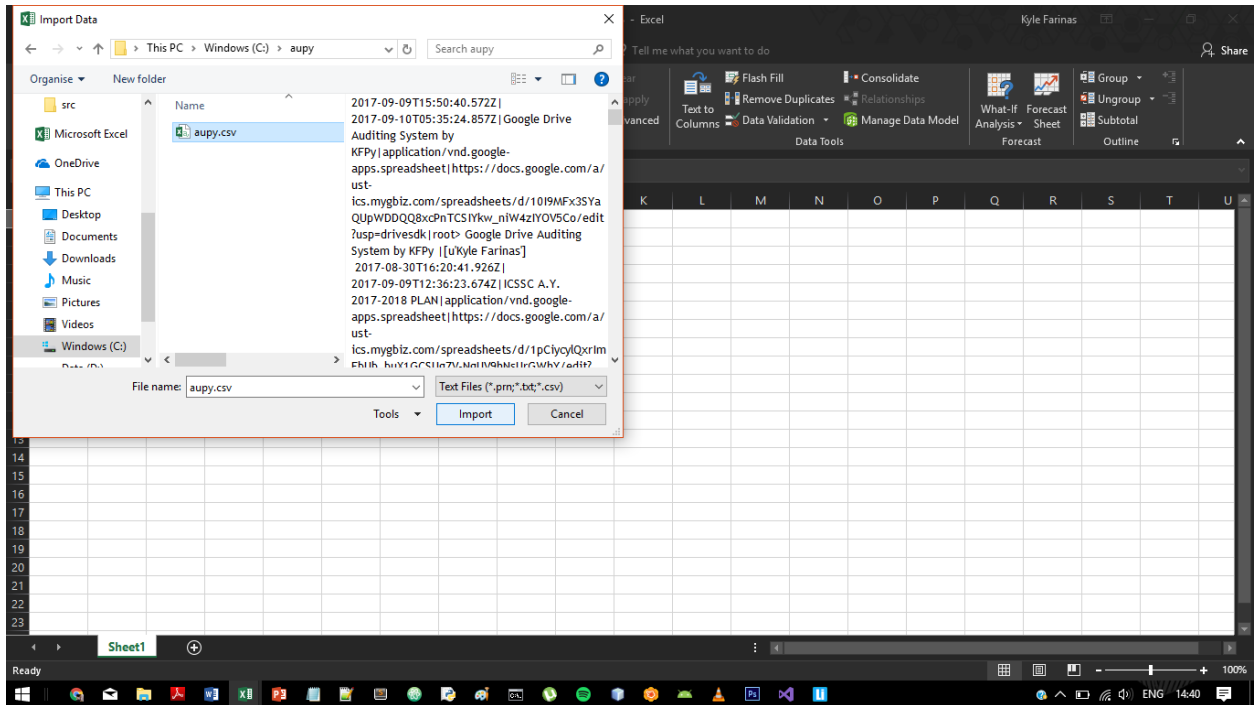 Import Data
This PC > Windows (C:) > aupy
Search aupy
Organise
New folder
src
Microsoft Excel
OneDrive
This PC
Desktop
Documents
Downloads
Music
Pictures
Videos
Windows (C:)
Name
aupy.csv
2017-09-09T15:50:40.572Z|
2017-09-10T05:35:24.857Z|Google Drive
Auditing System by
KFPy|application/vnd.google-
apps.spreadsheet|https://docs.google.com/a/
ust-
ics.mygbiz.com/spreadsheets/d/10I9MFx3SYa
QUpWDDQQ8xcPnTCSIYkw_niW4zIYOV5Co/edit
?usp=drivesdk|root> Google Drive Auditing
System by KFPy |[u'Kyle Farinas']
2017-08-30T16:20:41.926Z|
2017-09-09T12:36:23.674Z|ICSSC A.Y.
2017-2018 PLAN|application/vnd.google-
apps.spreadsheet|https://docs.google.com/a/
ust-
ics.mygbiz.com/spreadsheets/d/1pCiycylQxrIm
File name: aupy.csv
Text Files (*.prn;*.txt;*.csv)
Tools
Import
Cancel
- Excel
Kyle Farinas
Tell me what you want to do
Share
Text to
Columns
Flash Fill
Remove Duplicates
Data Validation
Consolidate
Relationships
Manage Data Model
Data Tools
What-If
Analysis
Forecast
Sheet
Forecast
Group
Ungroup
Subtotal
Outline
K L M N O P Q R S T U
13
14
15
16
17
18
19
20
21
22
23
Sheet1
Ready
100%
ENG 14:40